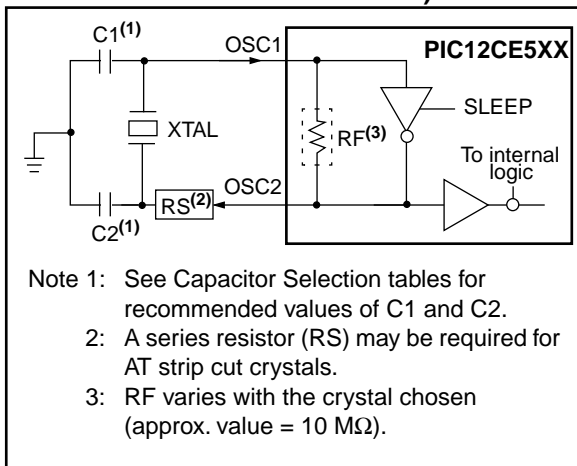 C1(1)
OSC1
PIC12CE5XX
SLEEP
XTAL
RF(3)
To internal
logic
OSC2
RS(2)
C2(1)
Note 1: See Capacitor Selection tables for
recommended values of C1 and C2.
2: A series resistor (RS) may be required for
AT strip cut crystals.
3: RF varies with the crystal chosen
(approx. value = 10 MΩ).